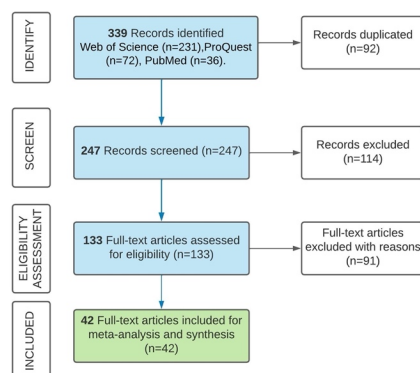 IDENTIFY
339 Records identified
Web of Science (n=231),ProQuest
(n=72), PubMed (n=36).
Records duplicated
(n=92)
SCREEN
247 Records screened (n=247)
Records excluded
(n=114)
ELIGIBILITY
ASSESSMENT
133 Full-text articles assessed
for eligibility (n=133)
Full-text articles
excluded with reasons
(n=91)
INCLUDED
42 Full-text articles included for
meta-analysis and synthesis
(n=42)